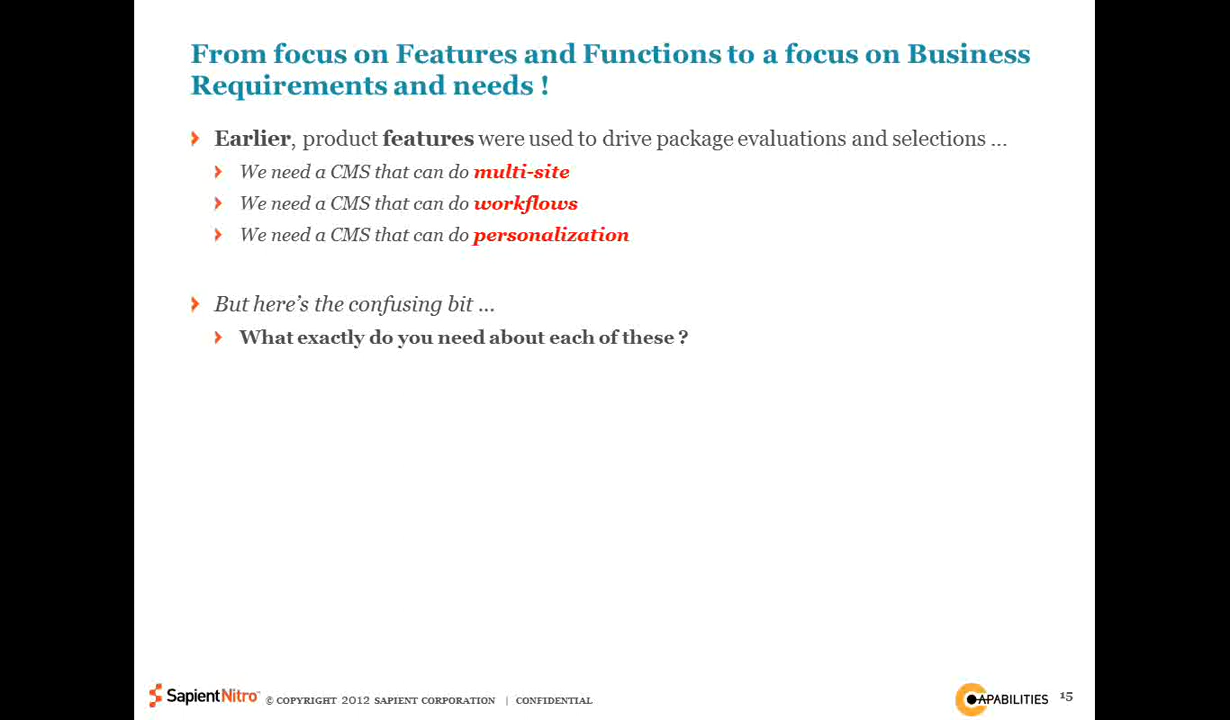 From focus on Features and Functions to a focus on Business
Requirements and needs !
Earlier, product features were used to drive package evaluations and selections ...
We need a CMS that can do multi-site
We need a CMS that can do workflows
We need a CMS that can do personalization
But here's the confusing bit ...
What exactly do you need about each of these ?
SapientNitro © COPYRIGHT 2012 SAPIENT CORPORATION | CONFIDENTIAL
CAPABILITIES 15